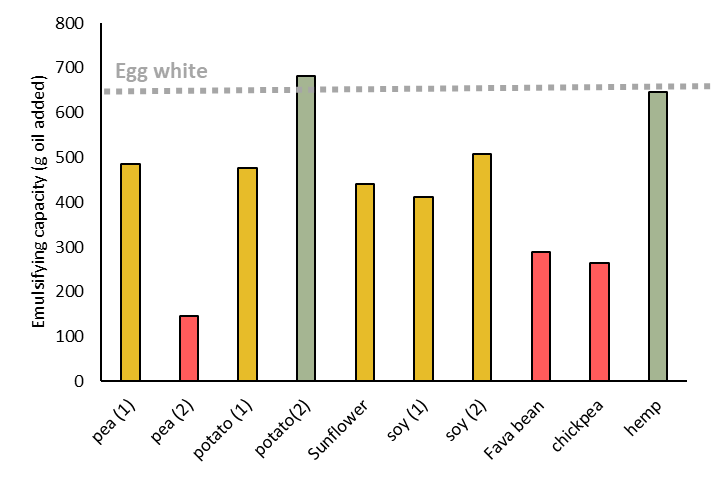 Emulsifying capacity (g oil added)
800
700
600
500
400
300
200
100
0
Egg white
pea (1)
pea (2)
potato (1)
potato(2)
Sunflower
soy (1)
soy (2)
Fava bean
chickpea
hemp